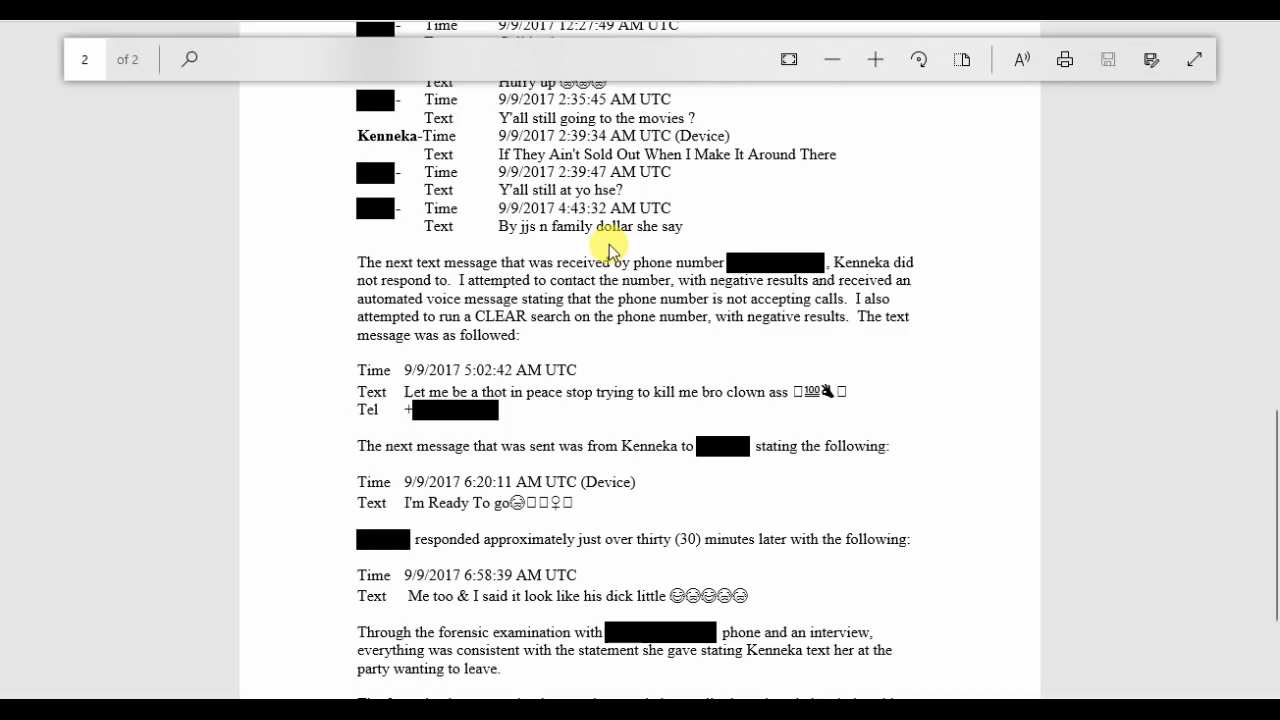 Time 9/9/2017 12:27:49 AM UTC
2 of 2
Text Hurry up
- Time 9/9/2017 2:35:45 AM UTC
Text Y'all still going to the movies ?
Kenneka-Time 9/9/2017 2:39:34 AM UTC (Device)
Text If They Ain't Sold Out When I Make It Around There
- Time 9/9/2017 2:39:47 AM UTC
Text Y'all still at yo hse?
- Time 9/9/2017 4:43:32 AM UTC
Text By jjs n family dollar she say
The next text message that was received by phone number , Kenneka did
not respond to. I attempted to contact the number, with negative results and received an
automated voice message stating that the phone number is not accepting calls. I also
attempted to run a CLEAR search on the phone number, with negative results. The text
message was as followed:
Time 9/9/2017 5:02:42 AM UTC
Text Let me be a thot in peace stop trying to kill me bro clown ass 💯
Tel +
The next message that was sent was from Kenneka to stating the following:
Time 9/9/2017 6:20:11 AM UTC (Device)
Text I'm Ready To go
responded approximately just over thirty (30) minutes later with the following:
Time 9/9/2017 6:58:39 AM UTC
Text Me too & I said it look like his dick little
Through the forensic examination with phone and an interview,
everything was consistent with the statement she gave stating Kenneka text her at the
party wanting to leave.